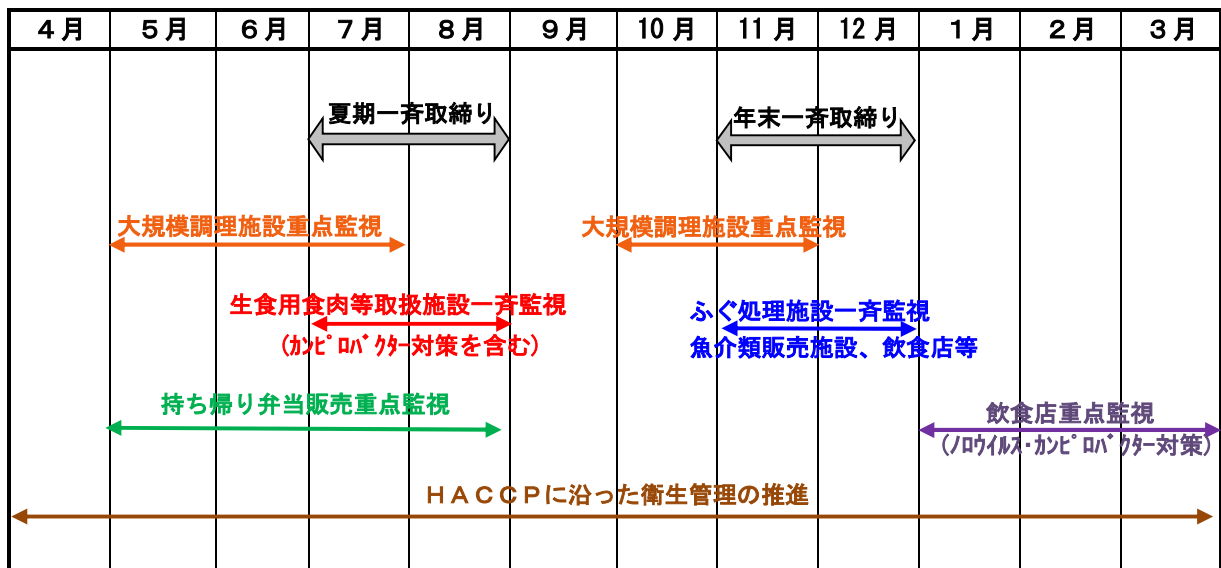 ４月 ５月 ６月 ７月 ８月 ９月 10月 11月 12月 １月 ２月 ３月
夏期一斉取締り
年末一斉取締り
大規模調理施設重点監視
大規模調理施設重点監視
生食用食肉等取扱施設一斉監視
(ｶﾝﾋﾟﾛﾊﾞｸﾀｰ対策を含む)
ふぐ処理施設一斉監視
魚介類販売施設、飲食店等
持ち帰り弁当販売重点監視
飲食店重点監視
(ﾉﾛｳｲﾙｽ・ｶﾝﾋﾟﾛﾊﾞｸﾀｰ対策)
ＨＡＣＣＰに沿った衛生管理の推進